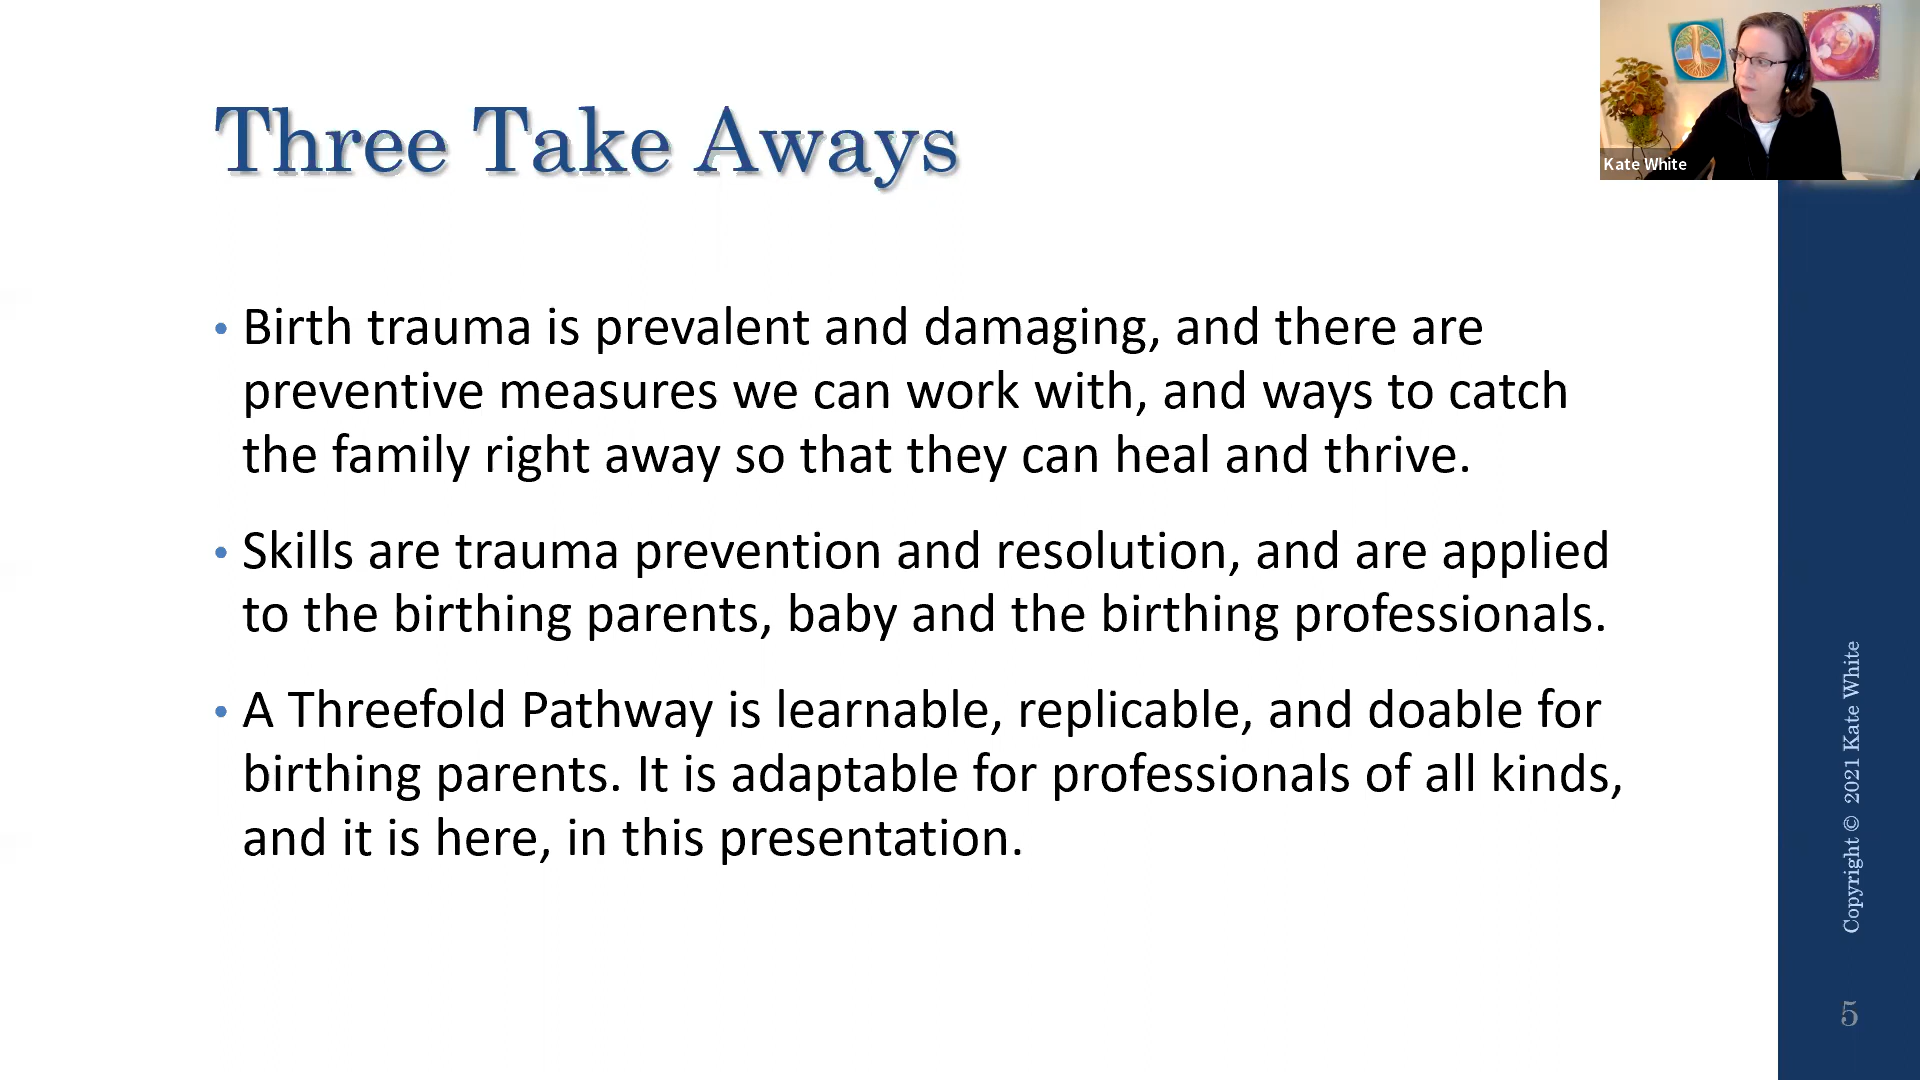 Three Take Aways
Kate White
• Birth trauma is prevalent and damaging, and there are
preventive measures we can work with, and ways to catch
the family right away so that they can heal and thrive.
• Skills are trauma prevention and resolution, and are applied
to the birthing parents, baby and the birthing professionals.
• A Threefold Pathway is learnable, replicable, and doable for
birthing parents. It is adaptable for professionals of all kinds,
and it is here, in this presentation.
Copyright © 2021 Kate White
5